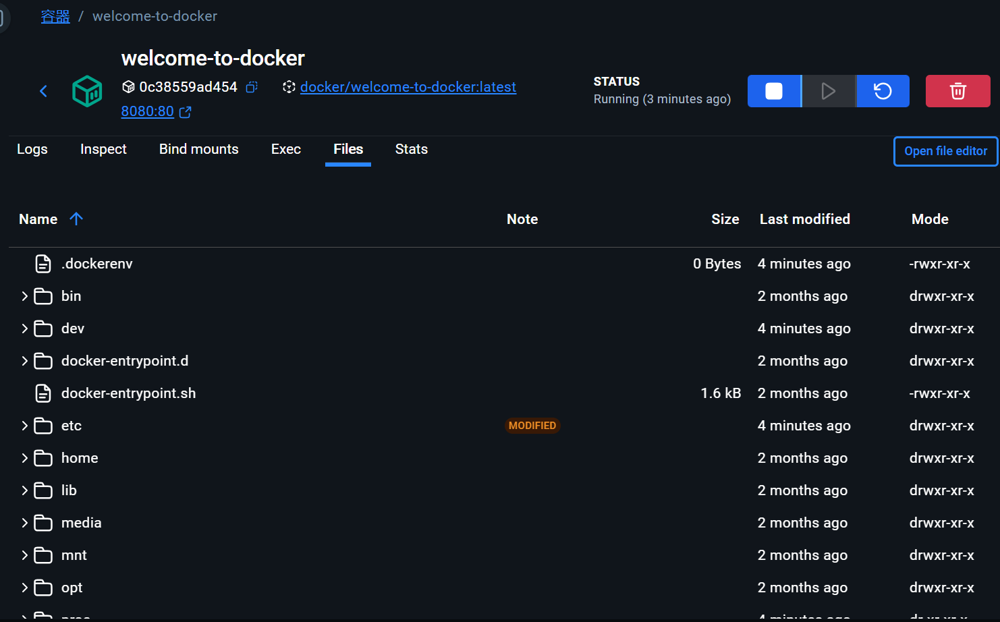 容器 / welcome-to-docker
welcome-to-docker
0c38559ad454 docker/welcome-to-docker:latest
8080:80
STATUS
Running (3 minutes ago)
Logs Inspect Bind mounts Exec Files Stats Open file editor
Name Note Size Last modified Mode
.dockerenv 0 Bytes 4 minutes ago -rwxr-xr-x
bin 2 months ago drwxr-xr-x
dev 4 minutes ago drwxr-xr-x
docker-entrypoint.d 2 months ago drwxr-xr-x
docker-entrypoint.sh 1.6 kB 2 months ago -rwxr-xr-x
etc MODIFIED 4 minutes ago drwxr-xr-x
home 2 months ago drwxr-xr-x
lib 2 months ago drwxr-xr-x
media 2 months ago drwxr-xr-x
mnt 2 months ago drwxr-xr-x
opt 2 months ago drwxr-xr-x